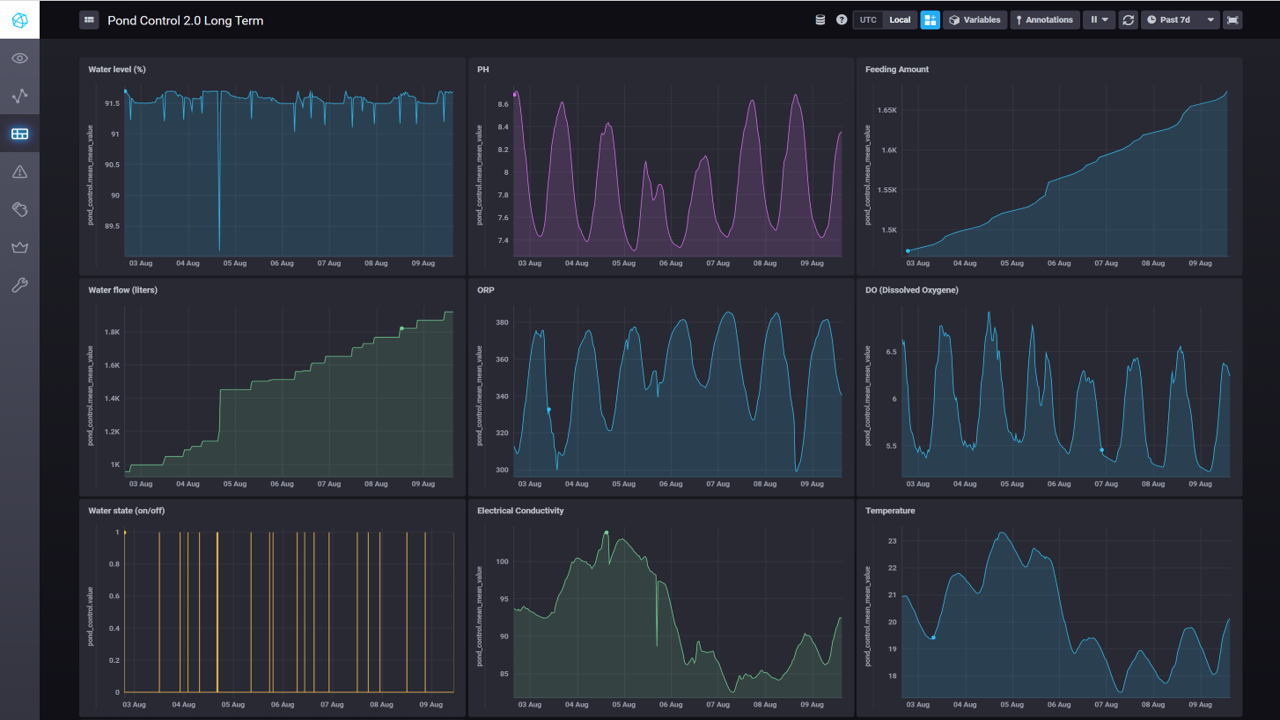 Pond Control 2.0 Long Term
UTC Local Variables Annotations Past 7d
Water level (%)
pond_control.mean_mean_value
91.5
91
90.5
90
89.5
03 Aug 04 Aug 05 Aug 06 Aug 07 Aug 08 Aug 09 Aug
PH
pond_control.mean_mean_value
8.6
8.4
8.2
8
7.8
7.6
7.4
03 Aug 04 Aug 05 Aug 06 Aug 07 Aug 08 Aug 09 Aug
Feeding Amount
pond_control.mean_mean_value
1.65K
1.6K
1.55K
1.5K
03 Aug 04 Aug 05 Aug 06 Aug 07 Aug 08 Aug 09 Aug
Water flow (liters)
pond_control.mean_mean_value
1.8K
1.6K
1.4K
1.2K
1K
03 Aug 04 Aug 05 Aug 06 Aug 07 Aug 08 Aug 09 Aug
ORP
pond_control.mean_mean_value
380
360
340
320
300
03 Aug 04 Aug 05 Aug 06 Aug 07 Aug 08 Aug 09 Aug
DO (Dissolved Oxygene)
pond_control.mean_mean_value
6.5
6
5.5
03 Aug 04 Aug 05 Aug 06 Aug 07 Aug 08 Aug 09 Aug
Water state (on/off)
pond_control.value
1
0.8
0.6
0.4
0.2
0
03 Aug 04 Aug 05 Aug 06 Aug 07 Aug 08 Aug 09 Aug
Electrical Conductivity
pond_control.mean_mean_value
100
95
90
85
03 Aug 04 Aug 05 Aug 06 Aug 07 Aug 08 Aug 09 Aug
Temperature
pond_control.mean_mean_value
23
22
21
20
19
18
03 Aug 04 Aug 05 Aug 06 Aug 07 Aug 08 Aug 09 Aug